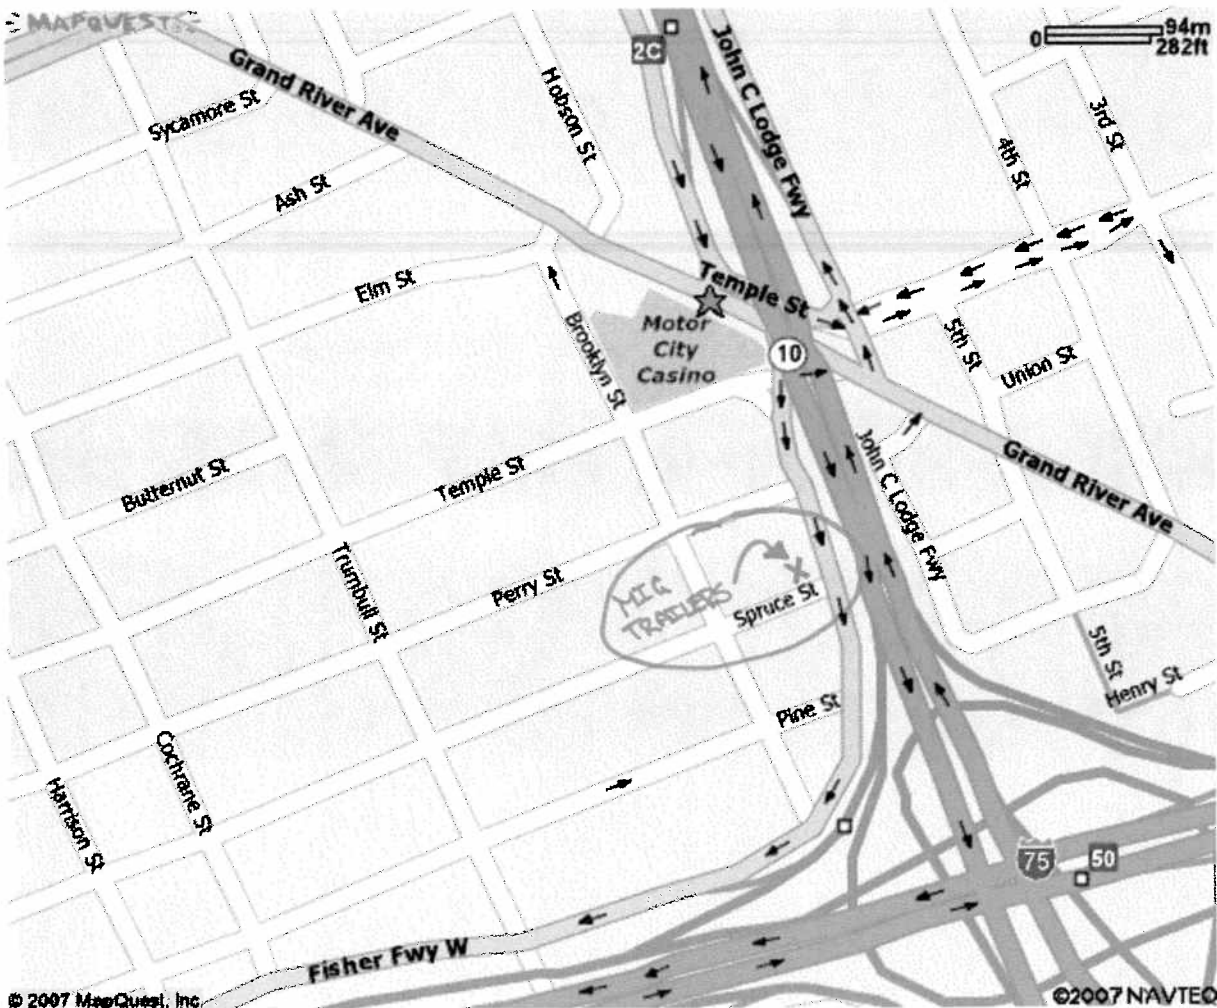 MAPQUEST
0 94m
282ft
2C
Grand River Ave
Sycamore St
Hobson St
John C Lodge Fwy
3rd St
4th St
Ash St
Elm St
Temple St
Motor
City
Casino
10
Brooklyn St
5th St
Union St
Butternut St
Temple St
John C Lodge Fwy
Grand River Ave
Trumbull St
Perry St
MIG
TRAILERS
X
Spruce St
5th St
Henry St
Pine St
Cochrane St
Harrison St
75
50
Fisher Fwy W
© 2007 MapQuest, Inc.
©2007 NAVTEQ